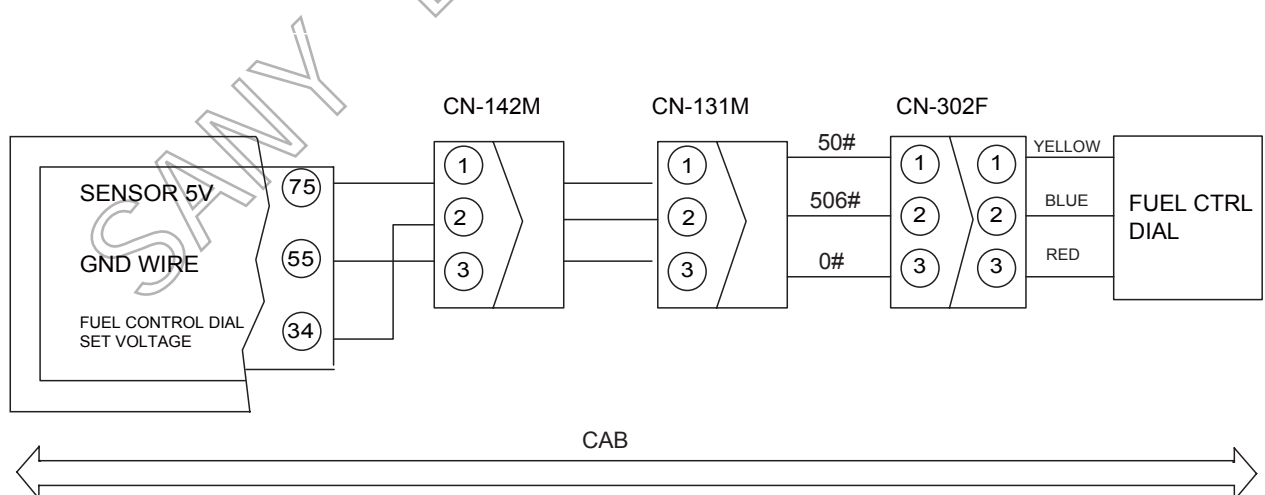 SANY
CN-142M
CN-131M
CN-302F
SENSOR 5V
75
GND WIRE
55
FUEL CONTROL DIAL
SET VOLTAGE
34
1
2
3
1
2
3
50#
506#
0#
1
2
3
1
2
3
YELLOW
BLUE
RED
FUEL CTRL
DIAL
CAB